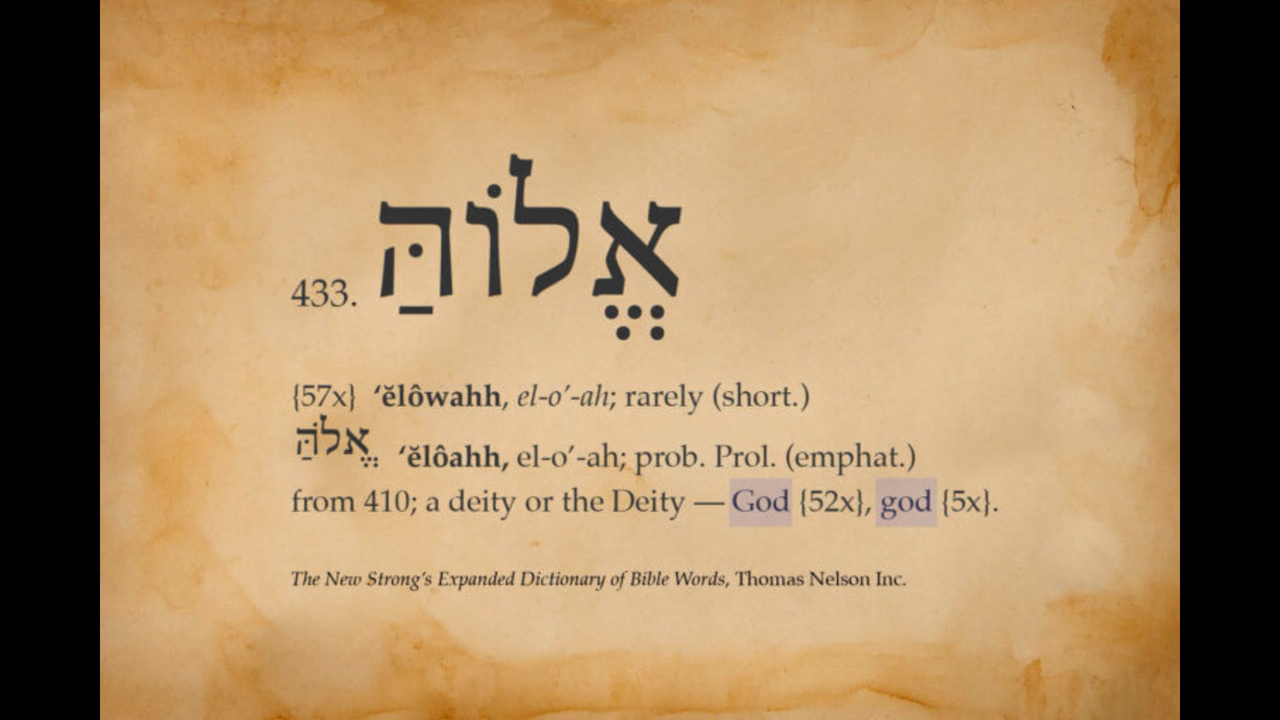 433. אֱלוֹהַּ
{57x} ‘ĕlôwahh, el-o’-ah; rarely (short.)
אֱלֹהַּ ‘ĕlôahh, el-o’-ah; prob. Prol. (emphat.)
from 410; a deity or the Deity — God {52x}, god {5x}.
The New Strong’s Expanded Dictionary of Bible Words, Thomas Nelson Inc.